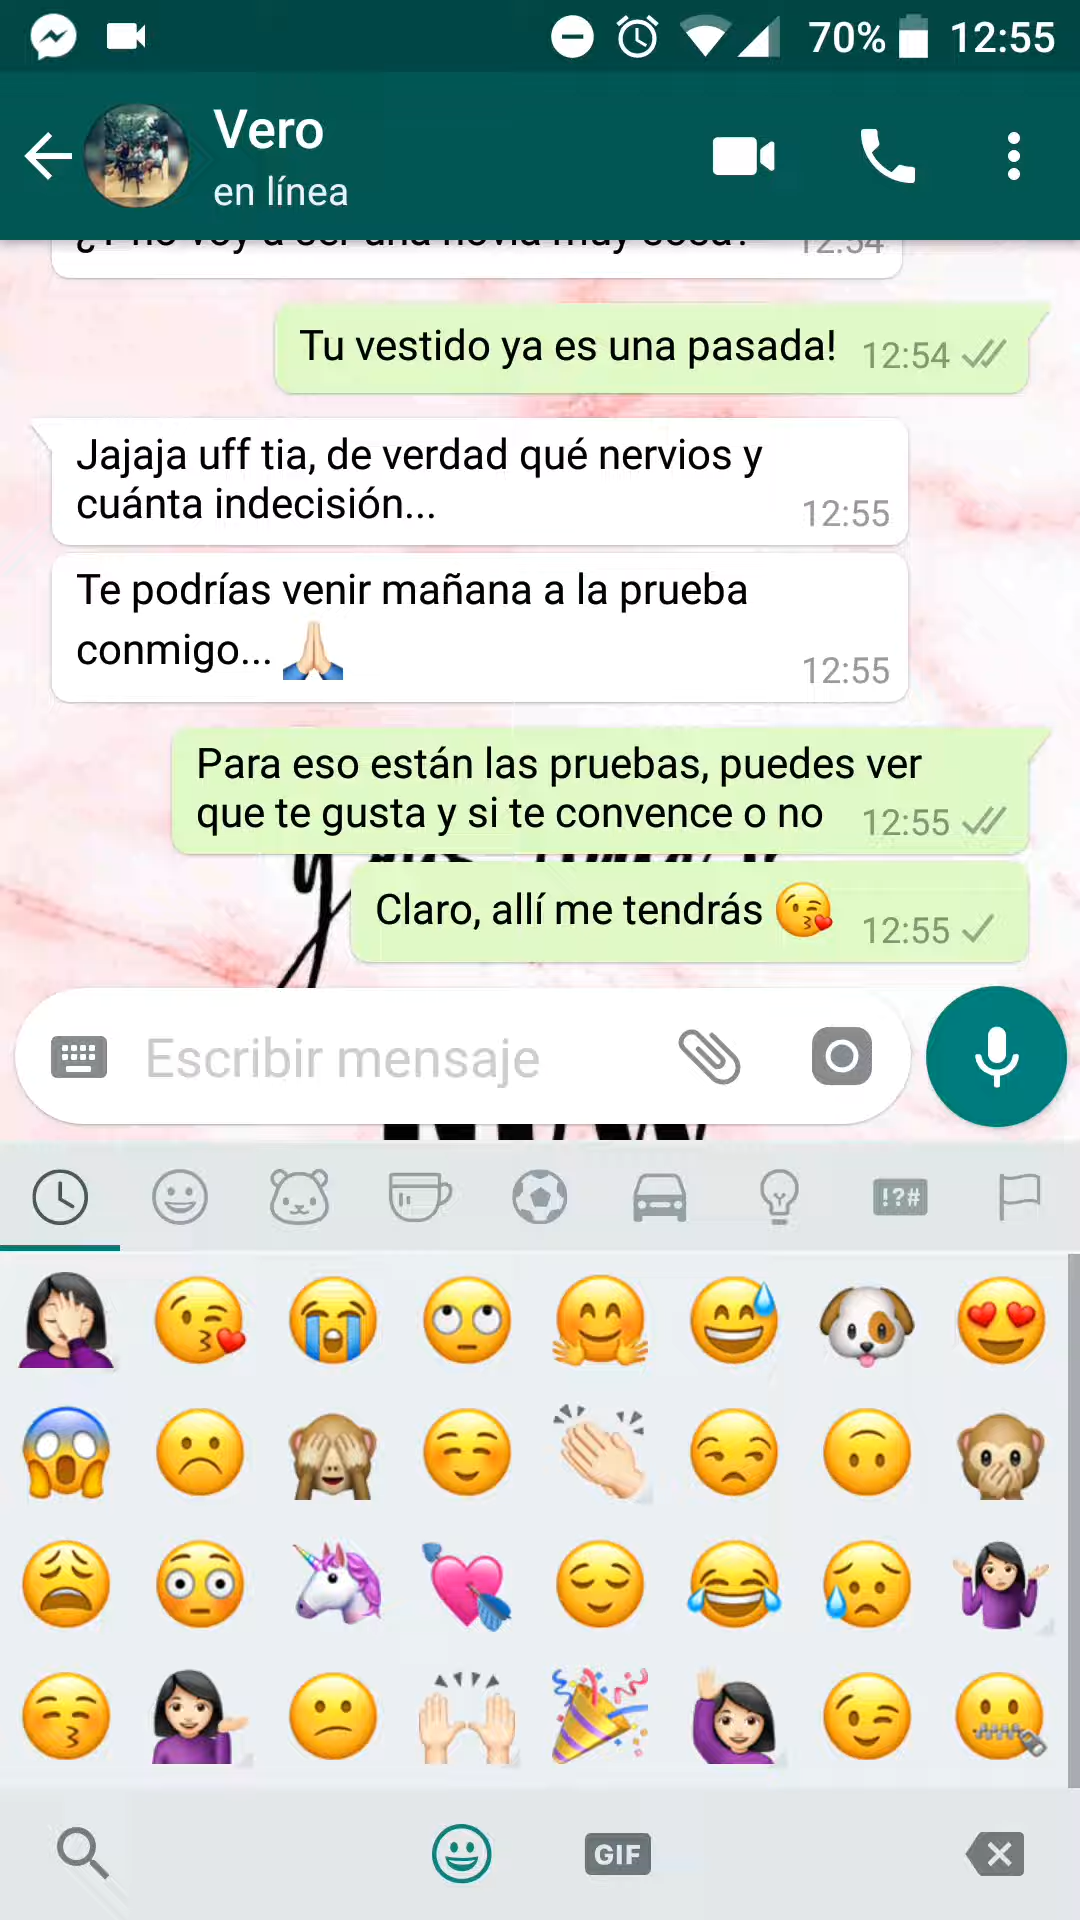 70% 12:55
Vero
en línea
12:54
Tu vestido ya es una pasada! 12:54
Jajaja uff tia, de verdad qué nervios y
cuánta indecisión... 12:55
Te podrías venir mañana a la prueba
conmigo... 12:55
Para eso están las pruebas, puedes ver
que te gusta y si te convence o no 12:55
Claro, allí me tendrás 12:55
Escribir mensaje
!?#
GIF